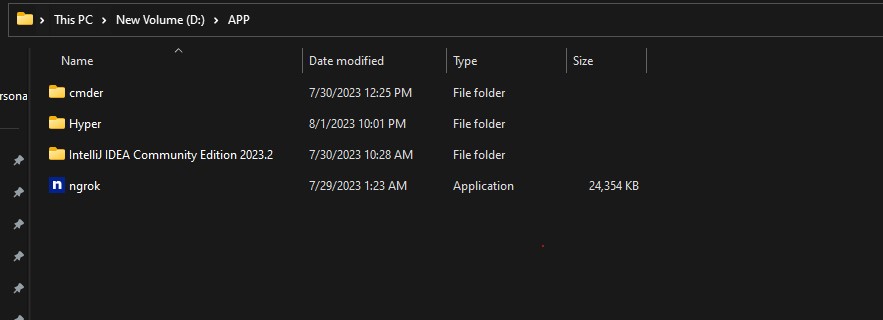 This PC > New Volume (D:) > APP
Name Date modified Type Size
rsona
cmder 7/30/2023 12:25 PM File folder
Hyper 8/1/2023 10:01 PM File folder
IntelliJ IDEA Community Edition 2023.2 7/30/2023 10:28 AM File folder
n ngrok 7/29/2023 1:23 AM Application 24,354 KB